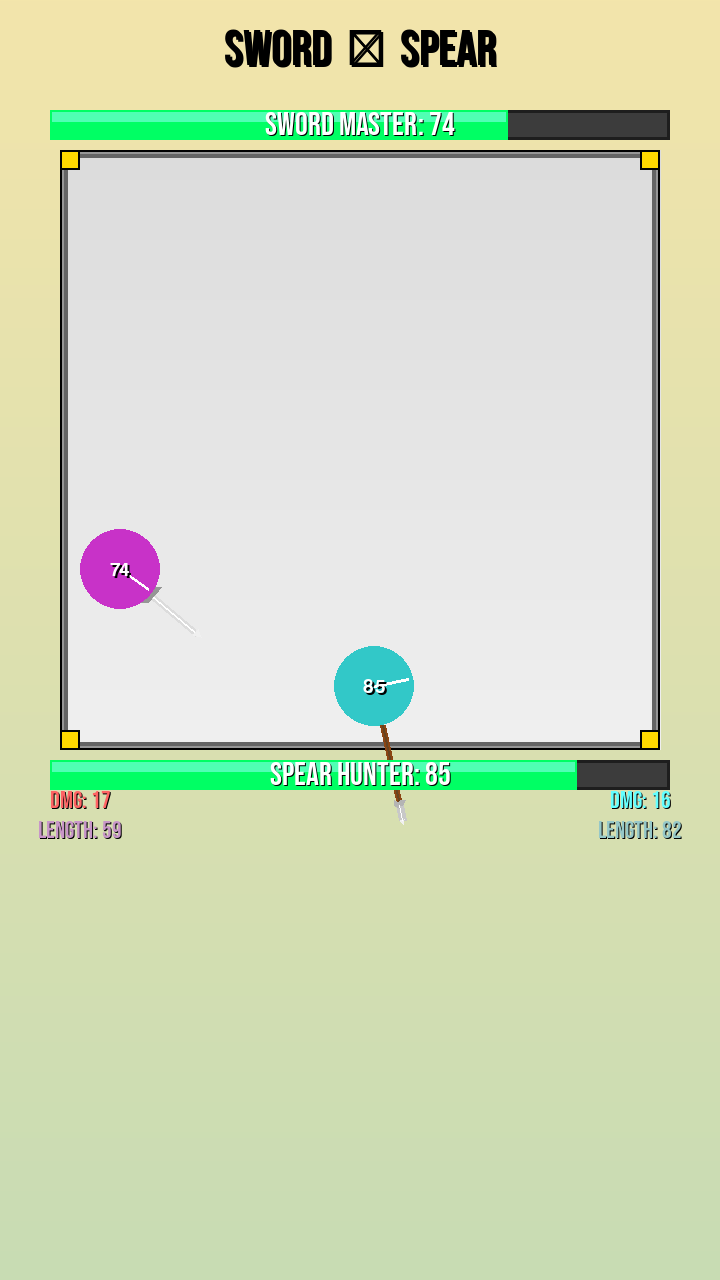 SWORD ☒ SPEAR
SWORD MASTER: 74
74
85
SPEAR HUNTER: 85
DMG: 17 DMG: 16
LENGTH: 59 LENGTH: 82